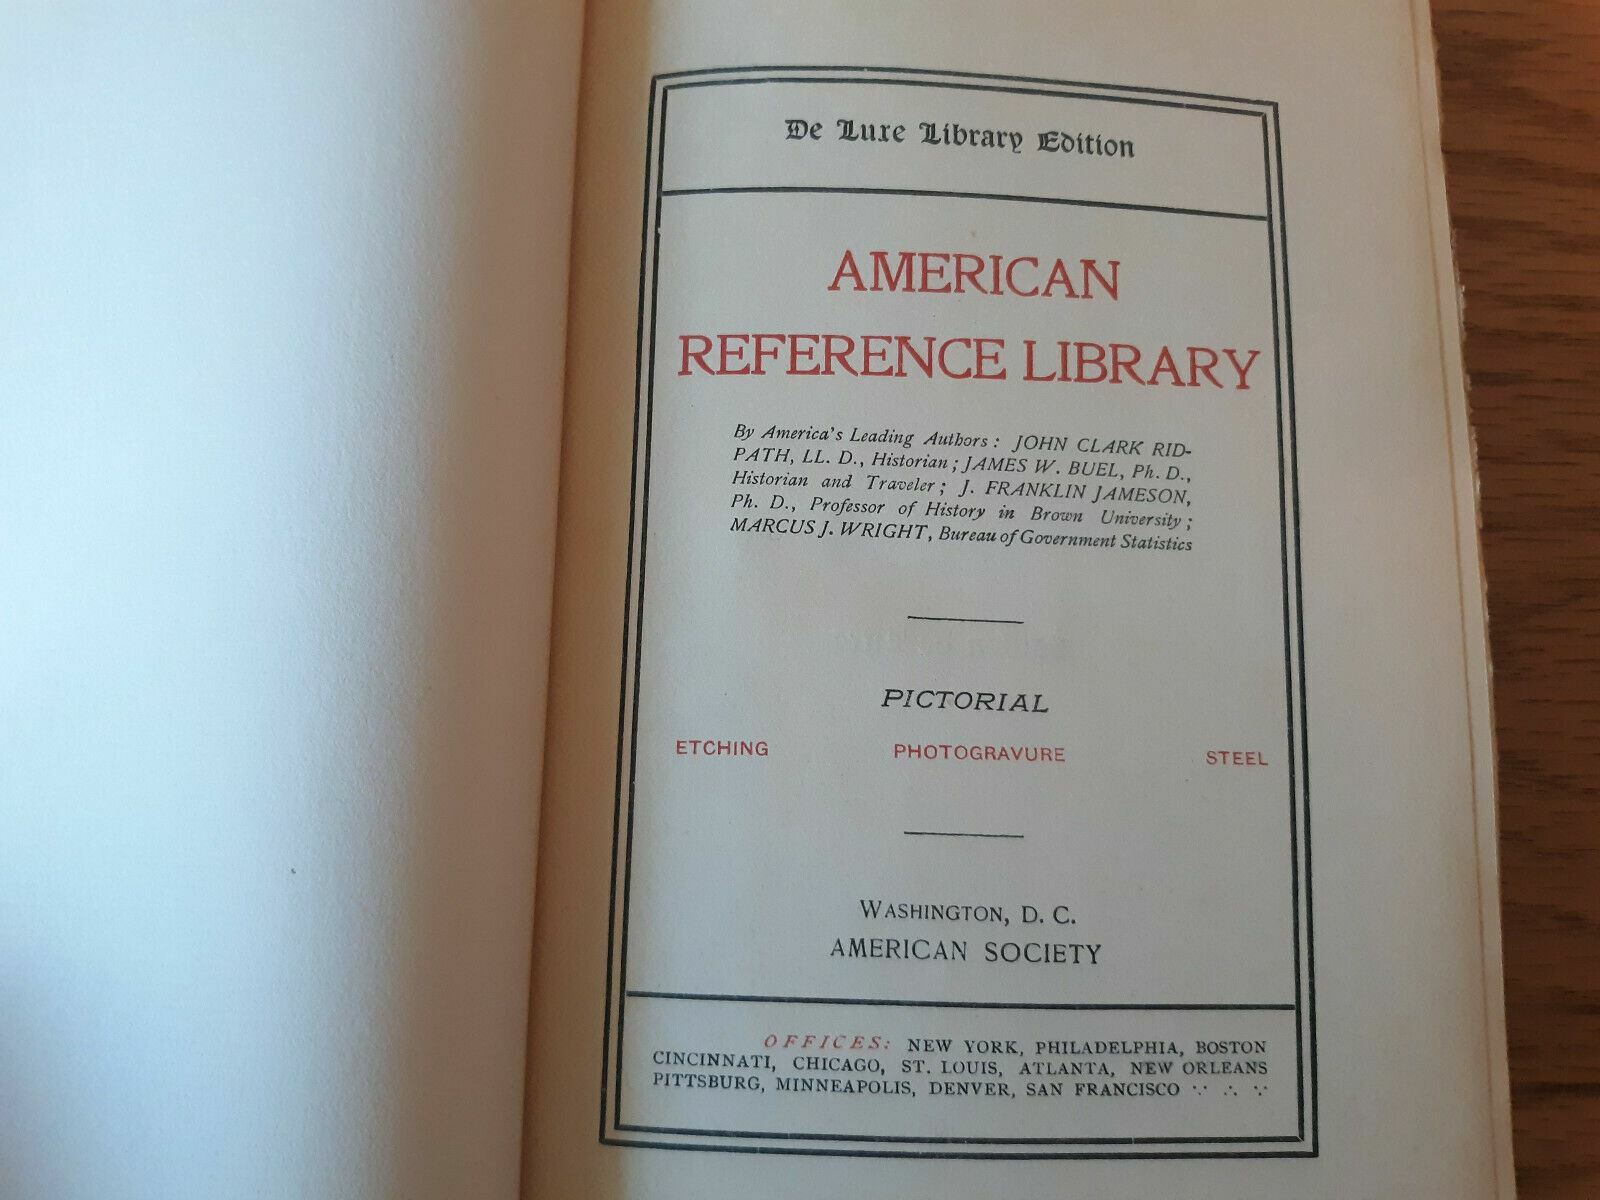 De Luxe Library Edition
AMERICAN
REFERENCE LIBRARY
By America's Leading Authors: JOHN CLARK RID-
PATH, LL. D., Historian; JAMES W. BUEL, Ph. D.,
Historian and Traveler; J. FRANKLIN JAMESON,
Ph. D., Professor of History in Brown University;
MARCUS J. WRIGHT, Bureau of Government Statistics
PICTORIAL
ETCHING PHOTOGRAVURE STEEL
WASHINGTON, D. C.
AMERICAN SOCIETY
OFFICES: NEW YORK, PHILADELPHIA, BOSTON
CINCINNATI, CHICAGO, ST. LOUIS, ATLANTA, NEW ORLEANS
PITTSBURG, MINNEAPOLIS, DENVER, SAN FRANCISCO ∵ ∴ ∵